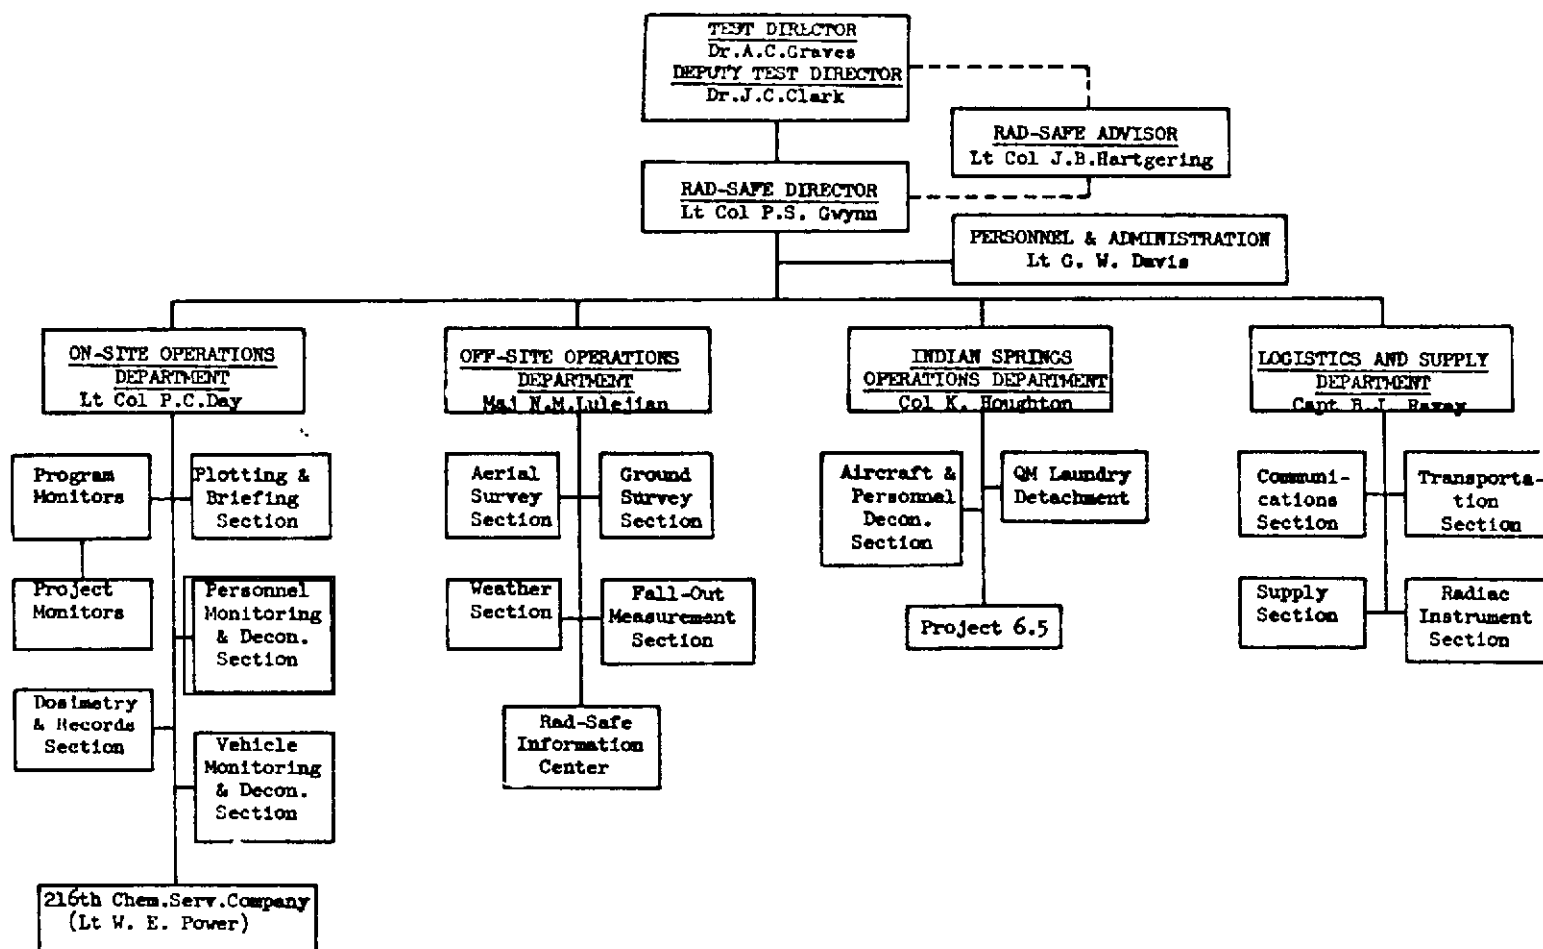 TEST DIRECTOR
Dr.A.C.Graves
DEPUTY TEST DIRECTOR
Dr.J.C.Clark
RAD-SAFE ADVISOR
Lt Col J.B.Hartgering
RAD-SAFE DIRECTOR
Lt Col P.S. Gwynn
PERSONNEL & ADMINISTRATION
Lt G. W. Davis
ON-SITE OPERATIONS
DEPARTMENT
Lt Col P.C.Day
OFF-SITE OPERATIONS
DEPARTMENT
Maj N.M.Lulejian
INDIAN SPRINGS
OPERATIONS DEPARTMENT
Col K. Houghton
LOGISTICS AND SUPPLY
DEPARTMENT
Capt
Program
Monitors
Plotting &
Briefing
Section
Project
Monitors
Personnel
Monitoring
& Decon.
Section
Dosimetry
& Records
Section
Vehicle
Monitoring
& Decon.
Section
216th Chem.Serv.Company
(Lt W. E. Power)
Aerial
Survey
Section
Ground
Survey
Section
Weather
Section
Fall-Out
Measurement
Section
Rad-Safe
Information
Center
Aircraft &
Personnal
Decon.
Section
QM Laundry
Detachment
Project 6.5
Communi-
cations
Section
Transporta-
tion
Section
Supply
Section
Radiac
Instrument
Section